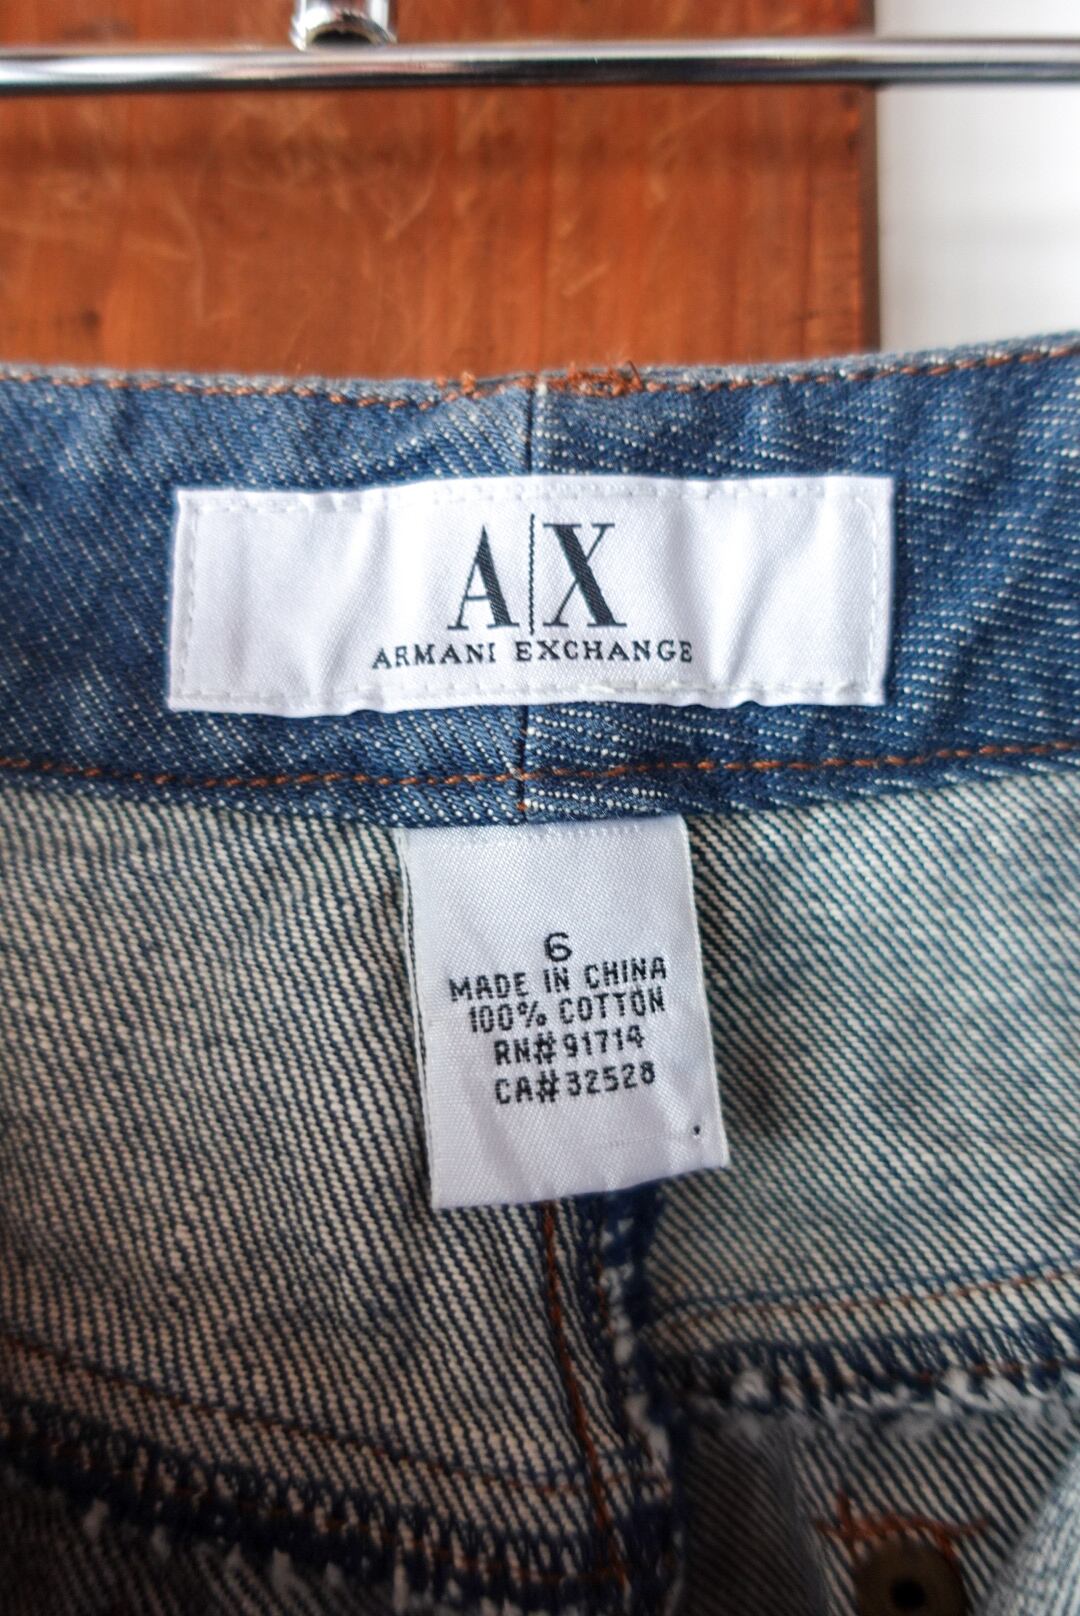 A|X
ARMANI EXCHANGE
6
MADE IN CHINA
100% COTTON
RN#91714
CA#32528